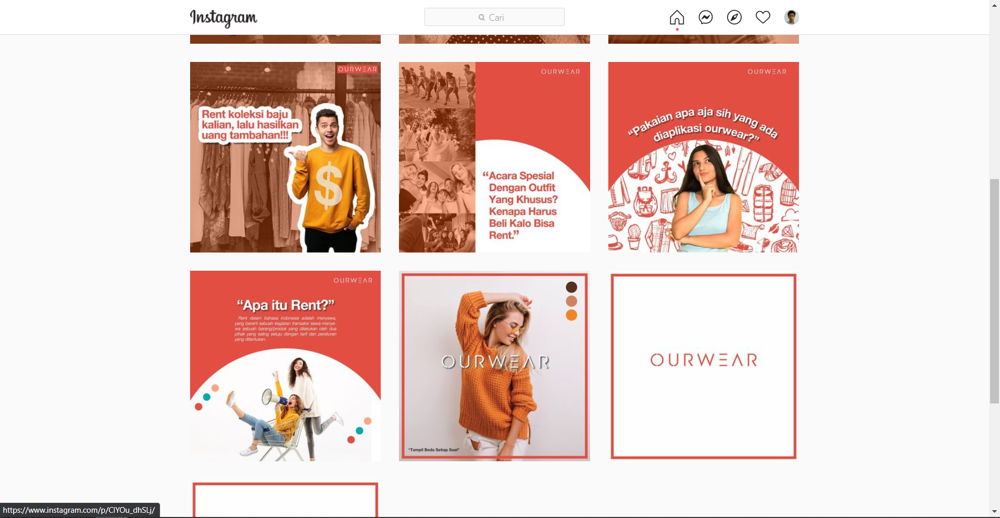 Instagram
Cari
OURWEAR
Rent koleksi baju
kalian, lalu hasilkan
uang tambahan!!!
$
OURWEAR
“Acara Spesial
Dengan Outfit
Yang Khusus?
Kenapa Harus
Beli Kalo Bisa
Rent.”
OURWEAR
“Pakaian apa aja sih yang ada
diaplikasi ourwear?”
OURWEAR
“Apa itu Rent?”
Rent dalam bahasa indonesia adalah menyewa,
yang berarti sebuah kegiatan transaksi sewa-menye-
wa sebuah barang/produk yang dilakukan oleh dua
pihak yang saling setuju dengan tarif dan peraturan
yang ditentukan.
OURWEAR
“Tampil Beda Setiap Saat”
OURWEAR
https://www.instagram.com/p/ClYOu_dhSLj/